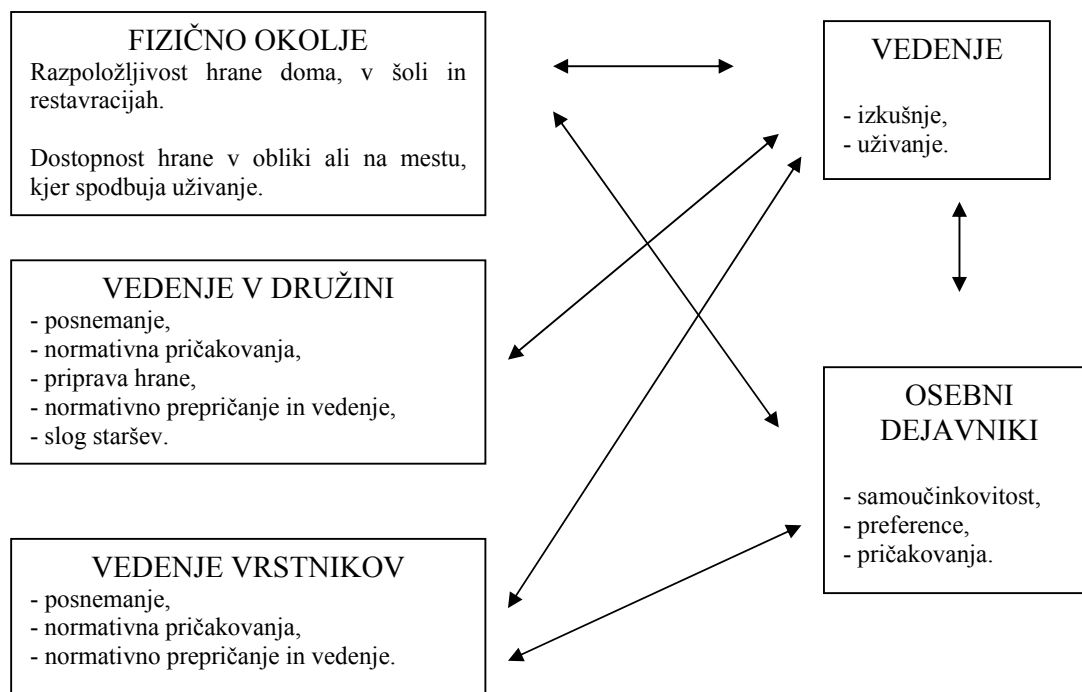 FIZIČNO OKOLJE
Razpoložljivost hrane doma, v šoli in
restavracijah.
Dostopnost hrane v obliki ali na mestu,
kjer spodbuja uživanje.
VEDENJE
- izkušnje,
- uživanje.
VEDENJE V DRUŽINI
- posnemanje,
- normativna pričakovanja,
- priprava hrane,
- normativno prepričanje in vedenje,
- slog staršev.
OSEBNI
DEJAVNIKI
- samoučinkovitost,
- preference,
- pričakovanja.
VEDENJE VRSTNIKOV
- posnemanje,
- normativna pričakovanja,
- normativno prepričanje in vedenje.